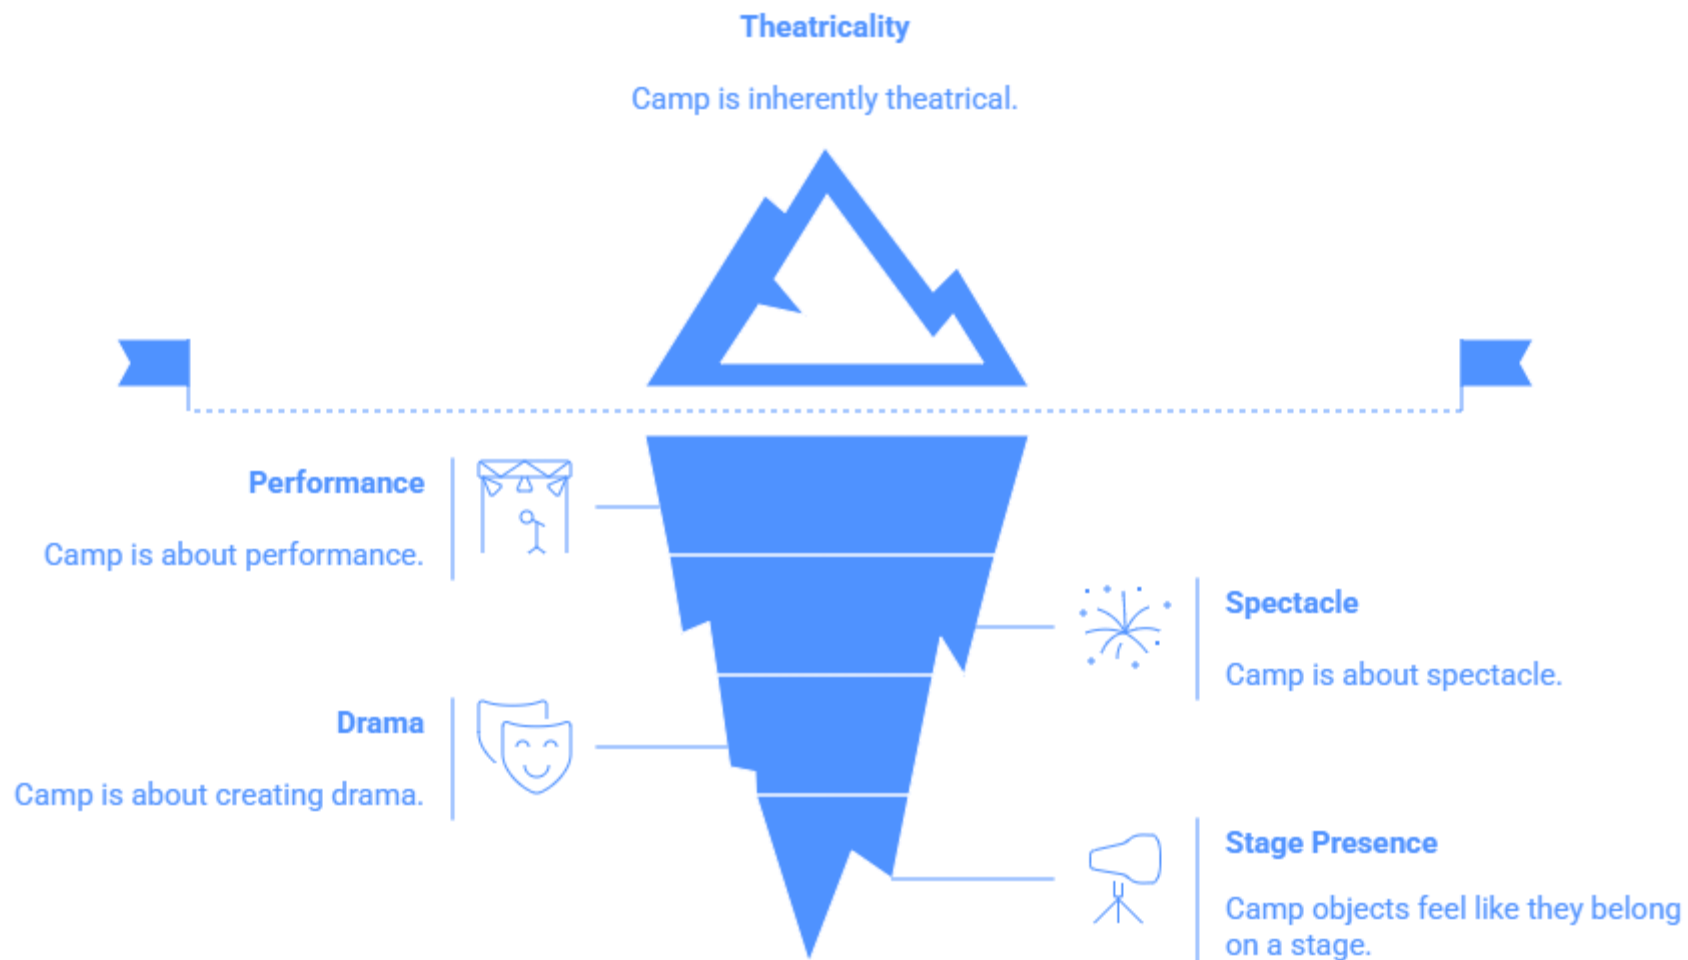 Theatricality
Camp is inherently theatrical.
Performance
Camp is about performance.
Spectacle
Camp is about spectacle.
Drama
Camp is about creating drama.
Stage Presence
Camp objects feel like they belong
on a stage.